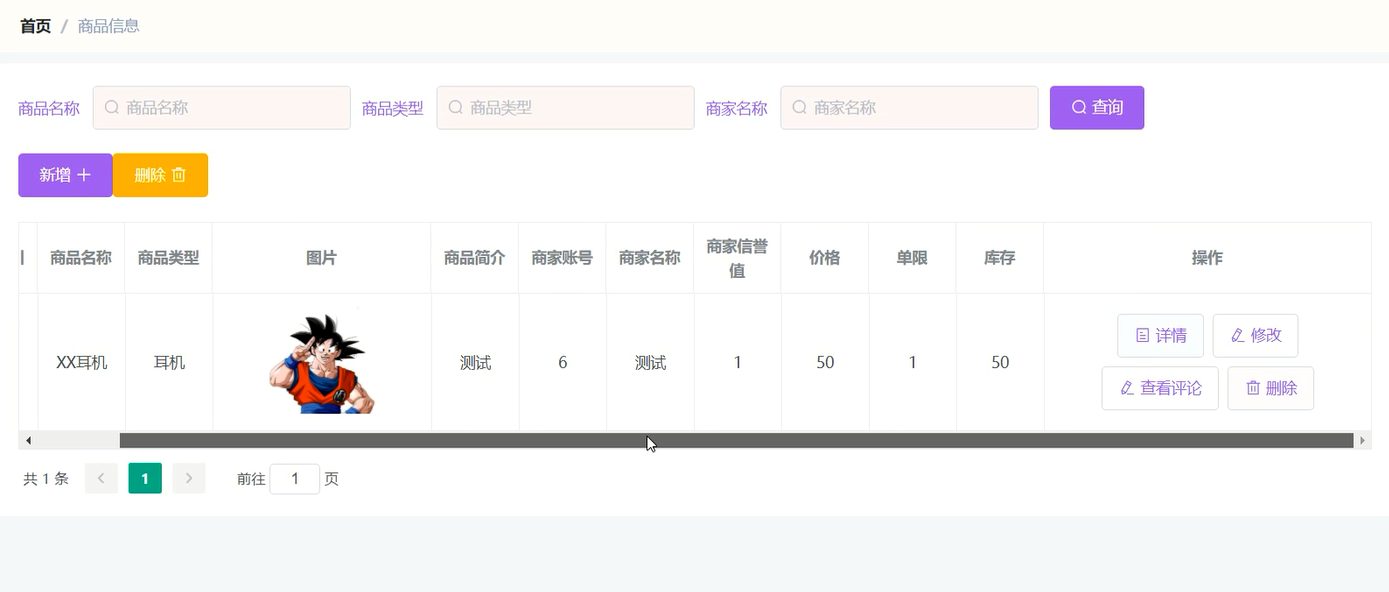 首页 / 商品信息
商品名称 商品名称 商品类型 商品类型 商家名称 商家名称 查询
新增 删除
商品名称 商品类型 图片 商品简介 商家账号 商家名称 商家信誉值 价格 单限 库存 操作
XX耳机 耳机 测试 6 测试 1 50 1 50 详情 修改
查看评论 删除
共 1 条 1 前往 1 页